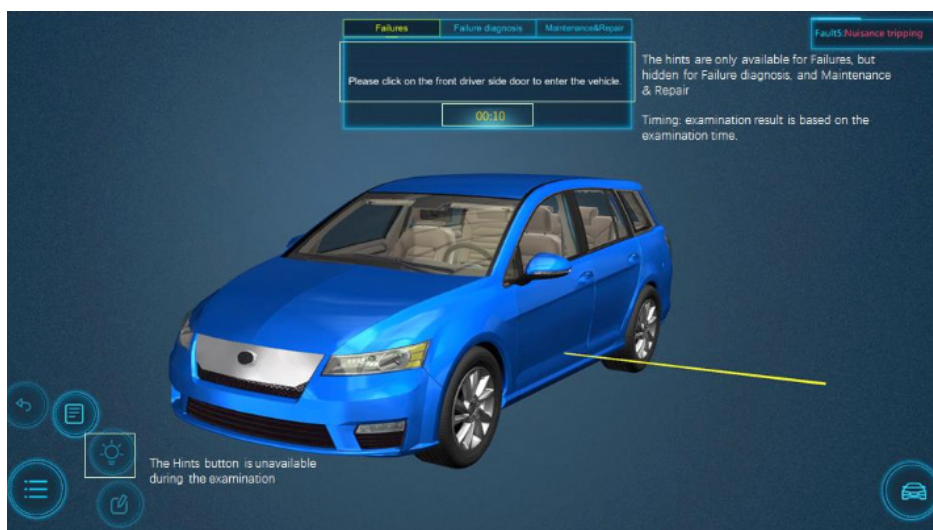 Failures Failure diagnosis Maintenance&Repair
Fault5:Nuisance tripping
Please click on the front driver side door to enter the vehicle.
00:10
The hints are only available for Failures, but
hidden for Failure diagnosis, and Maintenance
& Repair
Timing: examination result is based on the
examination time.
The Hints button is unavailable
during the examination